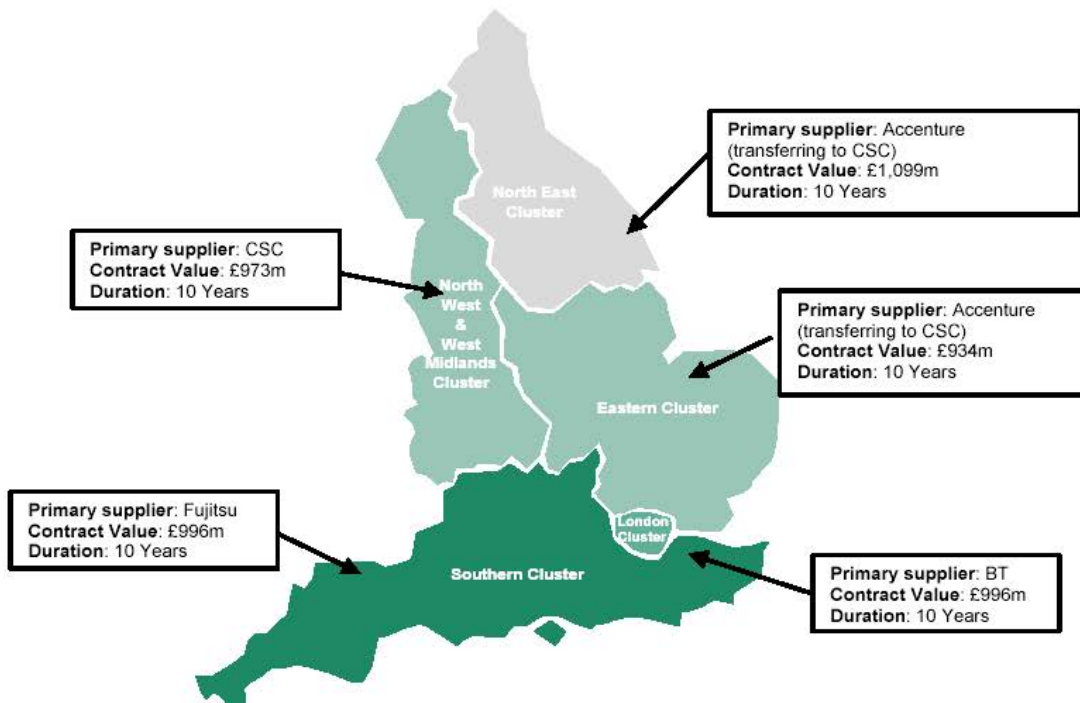 Primary supplier: Accenture
(transferring to CSC)
Contract Value: £1,099m
Duration: 10 Years
North East
Cluster
Primary supplier: CSC
Contract Value: £973m
Duration: 10 Years
North
West
&
West
Midlands
Cluster
Primary supplier: Accenture
(transferring to CSC)
Contract Value: £934m
Duration: 10 Years
Eastern Cluster
Primary supplier: Fujitsu
Contract Value: £996m
Duration: 10 Years
London
Cluster
Southern Cluster
Primary supplier: BT
Contract Value: £996m
Duration: 10 Years